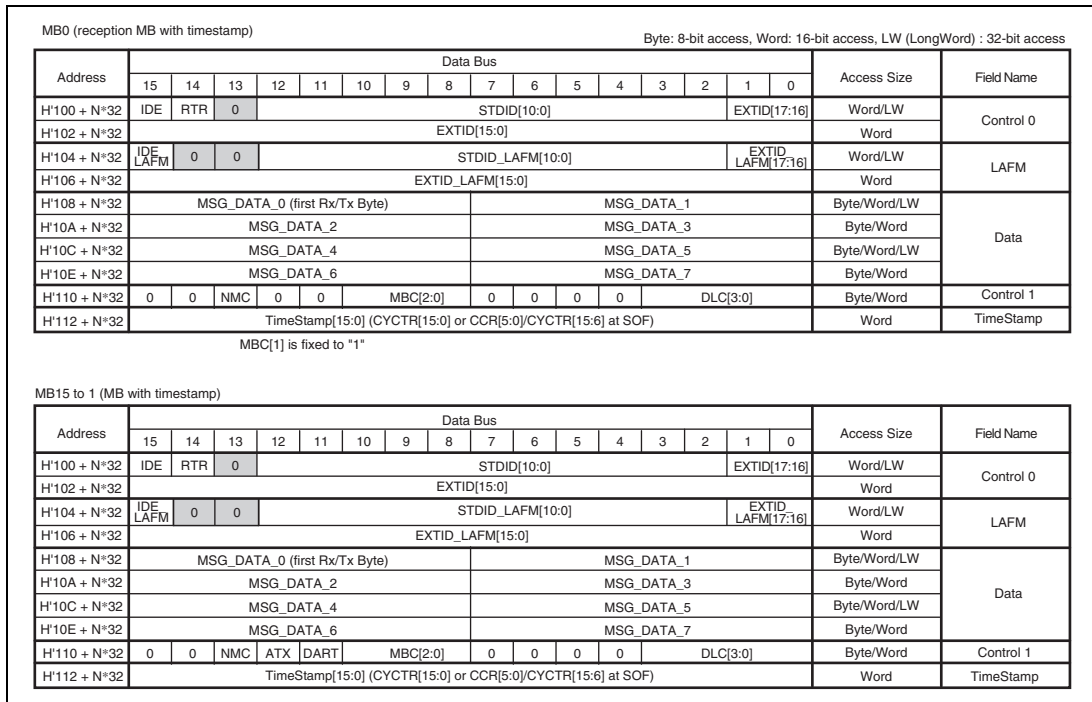 MB0 (reception MB with timestamp)
Byte: 8-bit access, Word: 16-bit access, LW (LongWord) : 32-bit access
Address Data Bus Access Size Field Name
15 14 13 12 11 10 9 8 7 6 5 4 3 2 1 0
H'100 + N*32 IDE RTR 0 STDID[10:0] EXTID[17:16] Word/LW Control 0
H'102 + N*32 EXTID[15:0] Word
H'104 + N*32 IDE_LAFM 0 0 STDID_LAFM[10:0] EXTID_LAFM[17:16] Word/LW LAFM
H'106 + N*32 EXTID_LAFM[15:0] Word
H'108 + N*32 MSG_DATA_0 (first Rx/Tx Byte) MSG_DATA_1 Byte/Word/LW Data
H'10A + N*32 MSG_DATA_2 MSG_DATA_3 Byte/Word
H'10C + N*32 MSG_DATA_4 MSG_DATA_5 Byte/Word/LW
H'10E + N*32 MSG_DATA_6 MSG_DATA_7 Byte/Word
H'110 + N*32 0 0 NMC 0 0 MBC[2:0] 0 0 0 0 DLC[3:0] Byte/Word Control 1
H'112 + N*32 TimeStamp[15:0] (CYCTR[15:0] or CCR[5:0]/CYCTR[15:6] at SOF) Word TimeStamp
MBC[1] is fixed to "1"
MB15 to 1 (MB with timestamp)
Address Data Bus Access Size Field Name
15 14 13 12 11 10 9 8 7 6 5 4 3 2 1 0
H'100 + N*32 IDE RTR 0 STDID[10:0] EXTID[17:16] Word/LW Control 0
H'102 + N*32 EXTID[15:0] Word
H'104 + N*32 IDE_LAFM 0 0 STDID_LAFM[10:0] EXTID_LAFM[17:16] Word/LW LAFM
H'106 + N*32 EXTID_LAFM[15:0] Word
H'108 + N*32 MSG_DATA_0 (first Rx/Tx Byte) MSG_DATA_1 Byte/Word/LW Data
H'10A + N*32 MSG_DATA_2 MSG_DATA_3 Byte/Word
H'10C + N*32 MSG_DATA_4 MSG_DATA_5 Byte/Word/LW
H'10E + N*32 MSG_DATA_6 MSG_DATA_7 Byte/Word
H'110 + N*32 0 0 NMC ATX DART MBC[2:0] 0 0 0 0 DLC[3:0] Byte/Word Control 1
H'112 + N*32 TimeStamp[15:0] (CYCTR[15:0] or CCR[5:0]/CYCTR[15:6] at SOF) Word TimeStamp